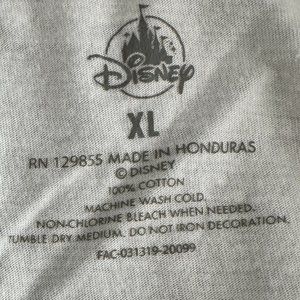 Disney
XL
RN 129855 MADE IN HONDURAS
© DISNEY
100% COTTON
MACHINE WASH COLD.
NON-CHLORINE BLEACH WHEN NEEDED.
TUMBLE DRY MEDIUM. DO NOT IRON DECORATION.
FAC-031319-20099